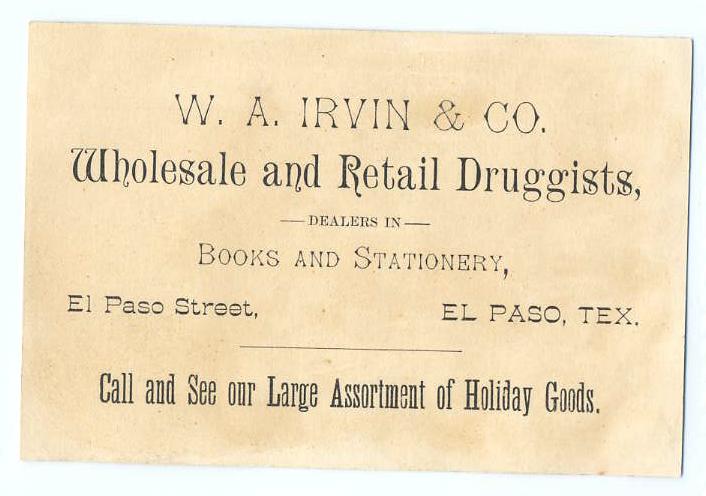 W. A. IRVIN & CO.
Wholesale and Retail Druggists,
—DEALERS IN—
BOOKS AND STATIONERY,
El Paso Street, EL PASO, TEX.
Call and See our Large Assortment of Holiday Goods.